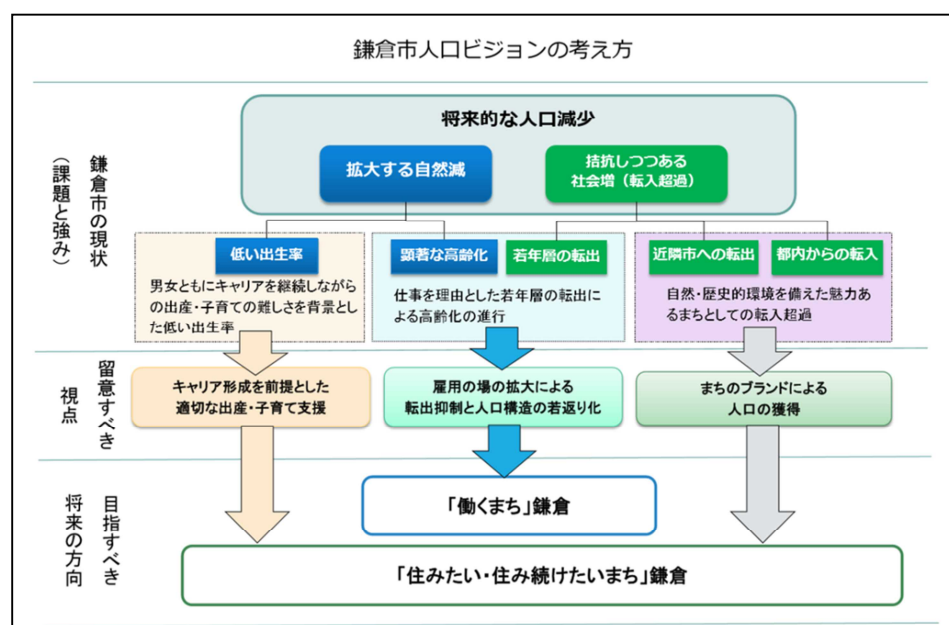 鎌倉市人口ビジョンの考え方
鎌倉市の現状
（課題と強み）
将来的な人口減少
拡大する自然減
拮抗しつつある
社会増（転入超過）
低い出生率
男女ともにキャリアを継続しながら
の出産・子育ての難しさを背景とし
た低い出生率
顕著な高齢化
若年層の転出
仕事を理由とした若年層の転出に
よる高齢化の進行
近隣市への転出
都内からの転入
自然・歴史的環境を備えた魅力あ
るまちとしての転入超過
留意すべき
視点
キャリア形成を前提とした
適切な出産・子育て支援
雇用の場の拡大による
転出抑制と人口構造の若返り化
まちのブランドによる
人口の獲得
目指すべき
将来の方向
「働くまち」鎌倉
「住みたい・住み続けたいまち」鎌倉